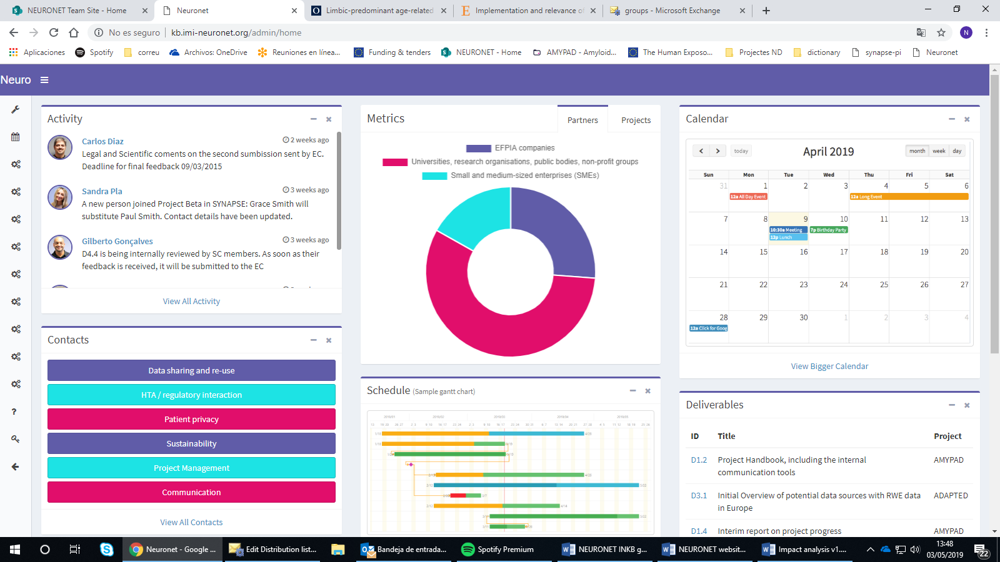 NEURONET Team Site - Home
Neuronet
Limbic-predominant age-related
Implementation and relevance of
groups - Microsoft Exchange
No es seguro
kb.imi-neuronet.org/admin/home
N
Aplicaciones
Spotify
correu
Archivos: OneDrive
Reuniones en línea...
Funding & tenders
NEURONET - Home
AMYPAD - Amyloid...
The Human Exposo...
Projectes ND
dictionary
synapse-pi
Neuronet
Neuro
Activity
Carlos Diaz
2 weeks ago
Legal and Scientific coments on the second sumbission sent by EC.
Deadline for final feedback 09/03/2015
Sandra Pla
3 weeks ago
A new person joined Project Beta in SYNAPSE: Grace Smith will
substitute Paul Smith. Contact details have been updated.
Gilberto Gonçalves
3 weeks ago
D4.4 is being internally reviewed by SC members. As soon as their
feedback is received, it will be submitted to the EC
View All Activity
Contacts
Data sharing and re-use
HTA / regulatory interaction
Patient privacy
Sustainability
Project Management
Communication
View All Contacts
Metrics
Partners
Projects
EFPIA companies
Universities, research organisations, public bodies, non-profit groups
Small and medium-sized enterprises (SMEs)
Schedule (Sample gantt chart)
2019/01 2019/02 2019/03 2019/04 2019/05
Calendar
today
April 2019
month week day
Sun Mon Tue Wed Thu Fri Sat
31 1 2 3 4 5 6
12a All Day Event
12a Long Event
7 8 9 10 11 12 13
10:30a Meeting
7p Birthday Party
12p Lunch
14 15 16 17 18 19 20
21 22 23 24 25 26 27
28 29 30 1 2 3 4
12a Click for Goog
View Bigger Calendar
Deliverables
ID Title Project
D1.2 Project Handbook, including the internal AMYPAD
communication tools
D3.1 Initial Overview of potential data sources with RWE data ADAPTED
in Europe
D1.4 Interim report on project progress AMYPAD
Neuronet - Google ...
Edit Distribution list...
Bandeja de entrada...
Spotify Premium
NEURONET INKB g...
NEURONET websit...
Impact analysis v1....
13:48
03/05/2019
22